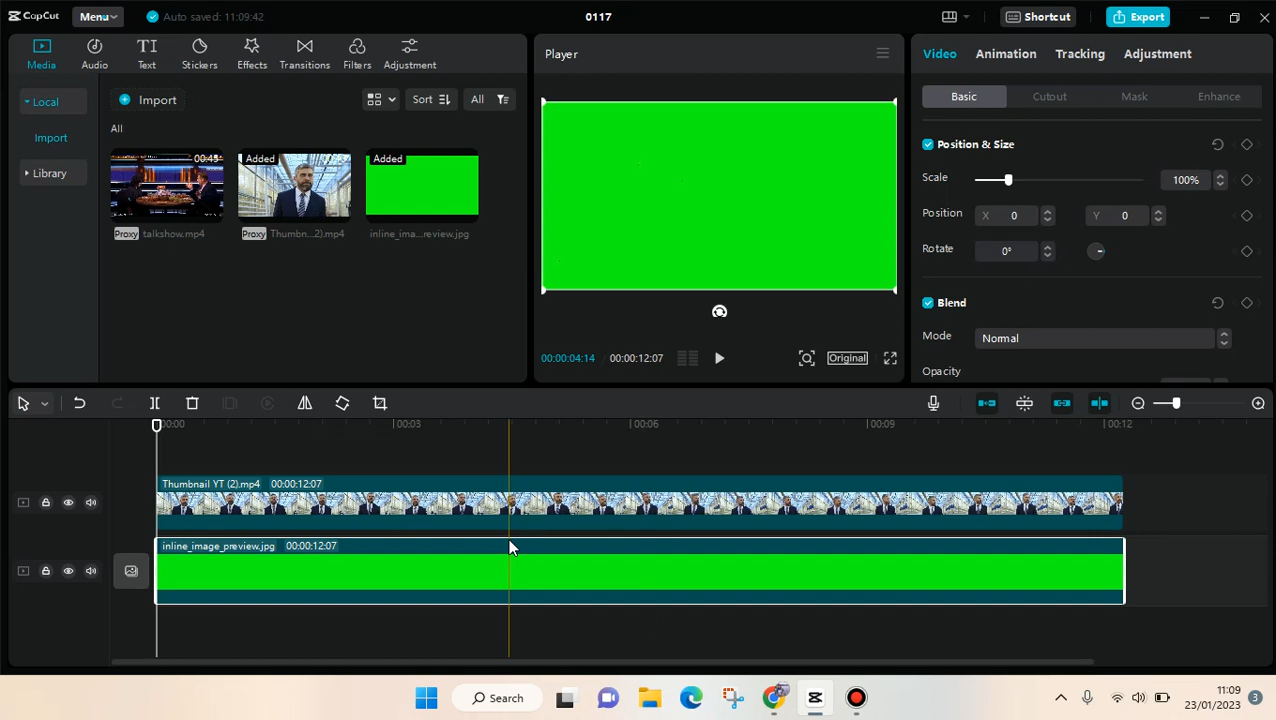 CapCut
Menu
Auto saved: 11:09:42
0117
Shortcut
Export
Media
Audio
Text
Stickers
Effects
Transitions
Filters
Adjustment
Local
Import
Library
Import
Sort
All
All
00:45
Added
Added
Proxy talkshow.mp4
Proxy Thumbn...2).mp4
inline_ima...review.jpg
Player
00:00:04:14
00:00:12:07
Original
Video
Animation
Tracking
Adjustment
Basic
Cutout
Mask
Enhance
Position & Size
Scale
100%
Position
X 0
Y 0
Rotate
0°
Blend
Mode
Normal
Opacity
00:00
00:03
00:06
00:09
00:12
Thumbnail YT (2).mp4 00:00:12:07
inline_image_preview.jpg 00:00:12:07
Search
11:09
23/01/2023
3